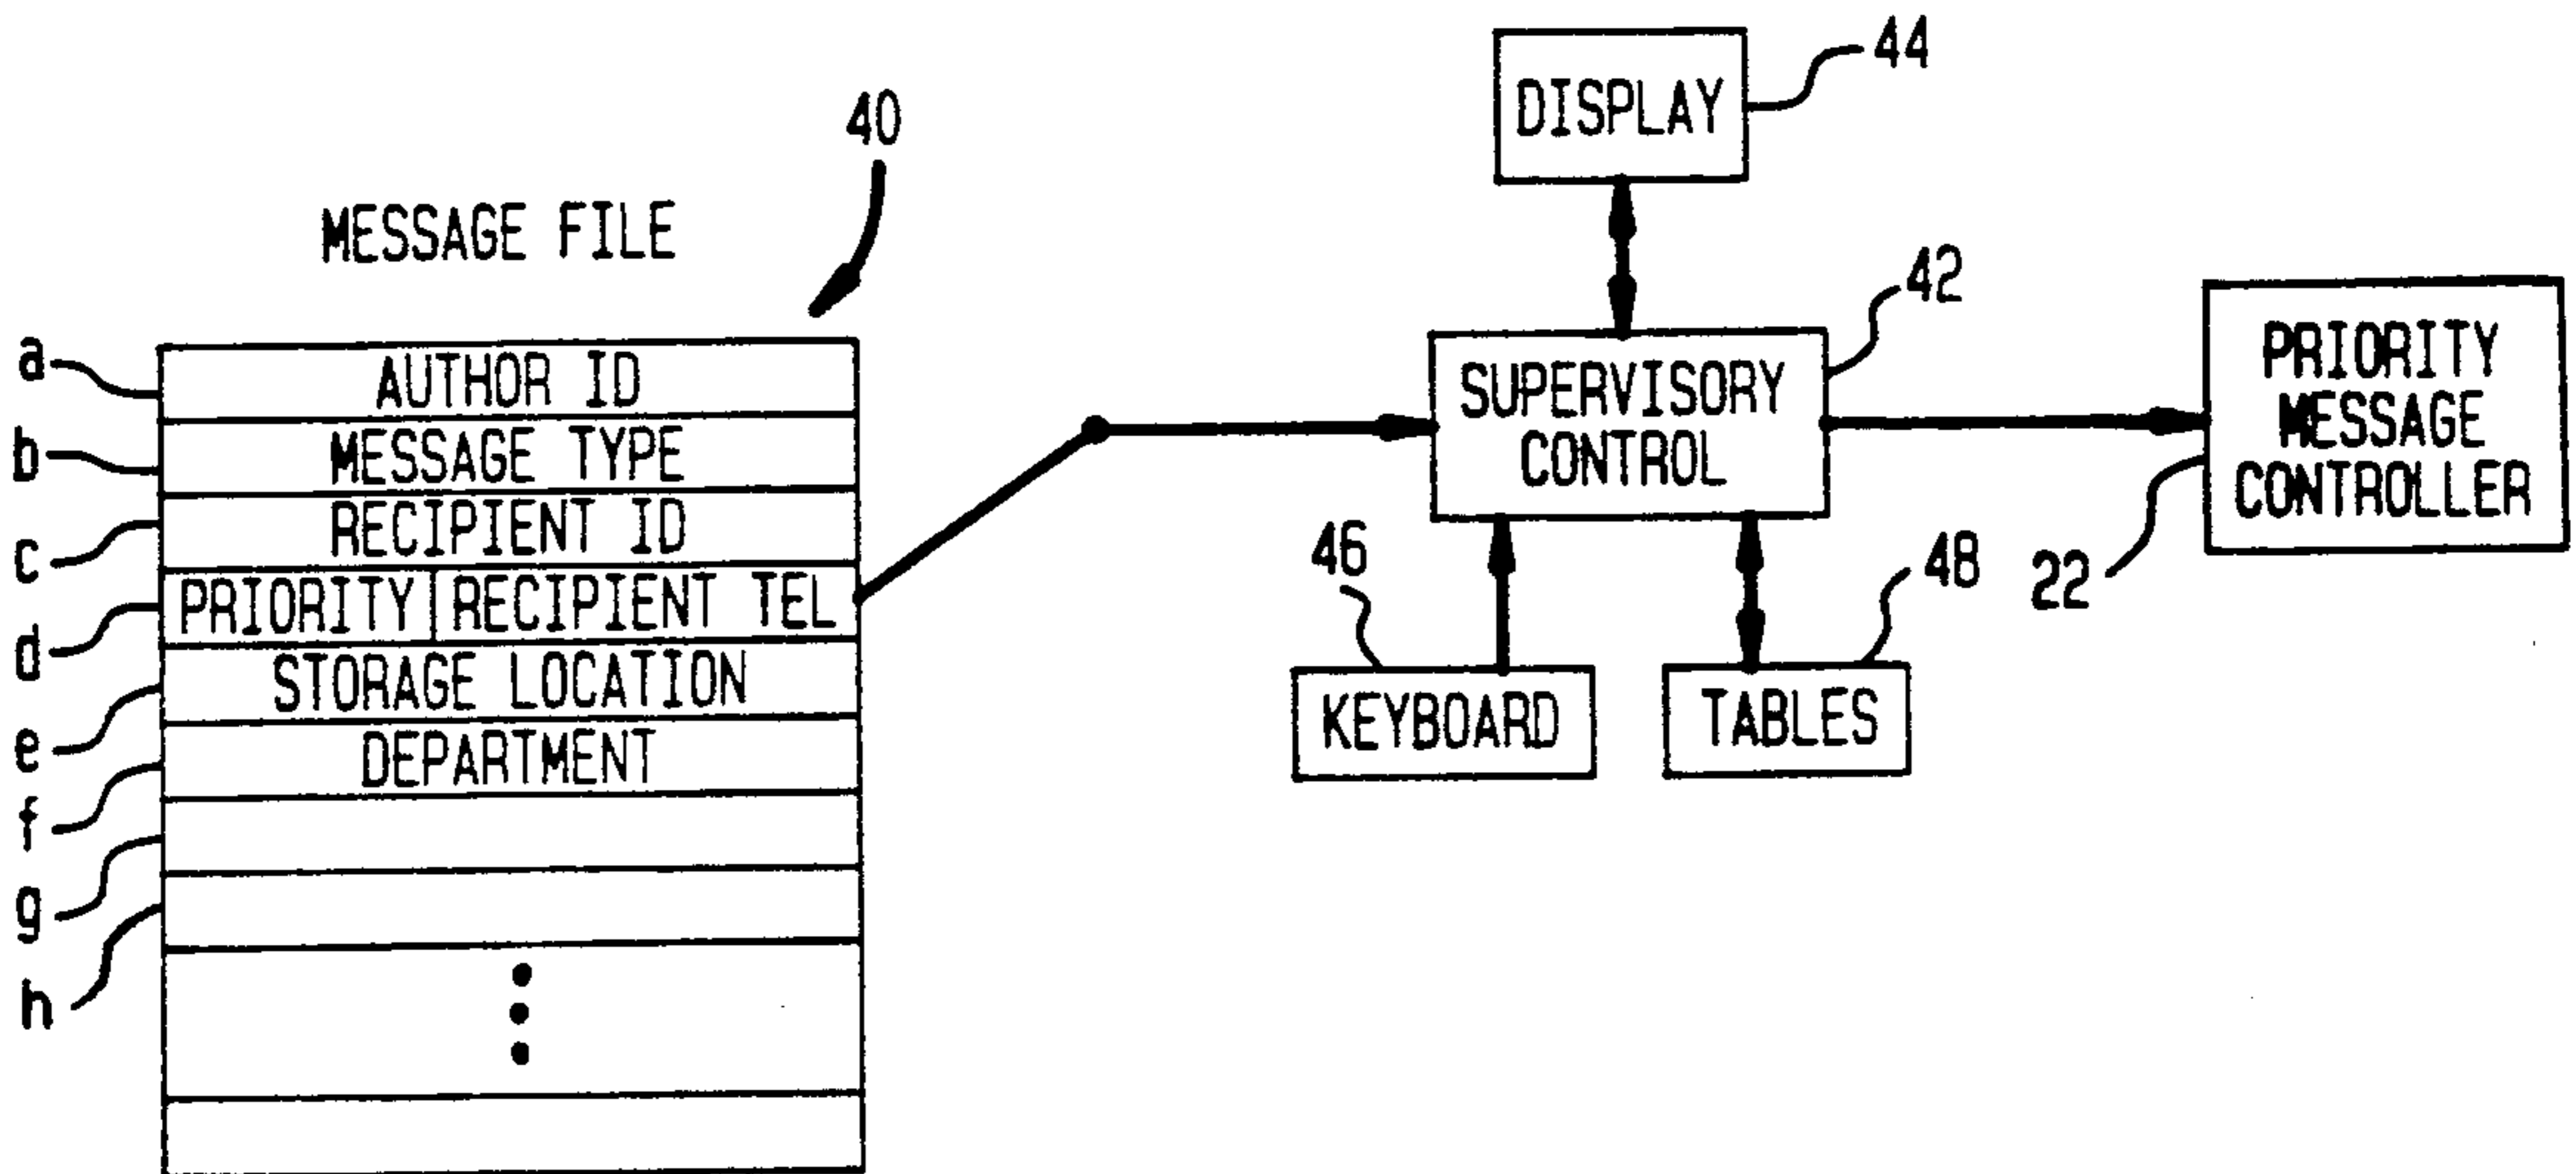 MESSAGE FILE
40
a
AUTHOR ID
b
MESSAGE TYPE
c
RECIPIENT ID
d
PRIORITY RECIPIENT TEL
e
STORAGE LOCATION
f
DEPARTMENT
g
h
DISPLAY
44
SUPERVISORY
CONTROL
42
KEYBOARD
46
TABLES
48
PRIORITY
MESSAGE
CONTROLLER
22